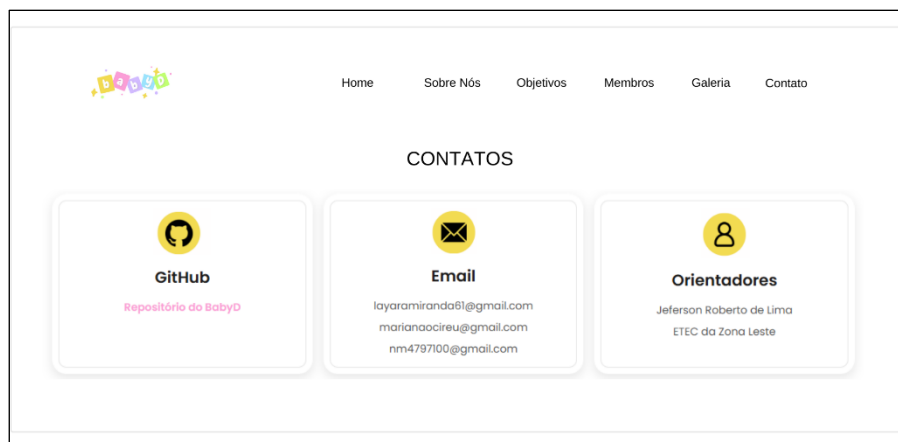 babyD
Home Sobre Nós Objetivos Membros Galeria Contato
CONTATOS
GitHub
Repositório do BabyD
Email
layaramiranda61@gmail.com
marianaocireu@gmail.com
nm4797100@gmail.com
Orientadores
Jeferson Roberto de Lima
ETEC da Zona Leste